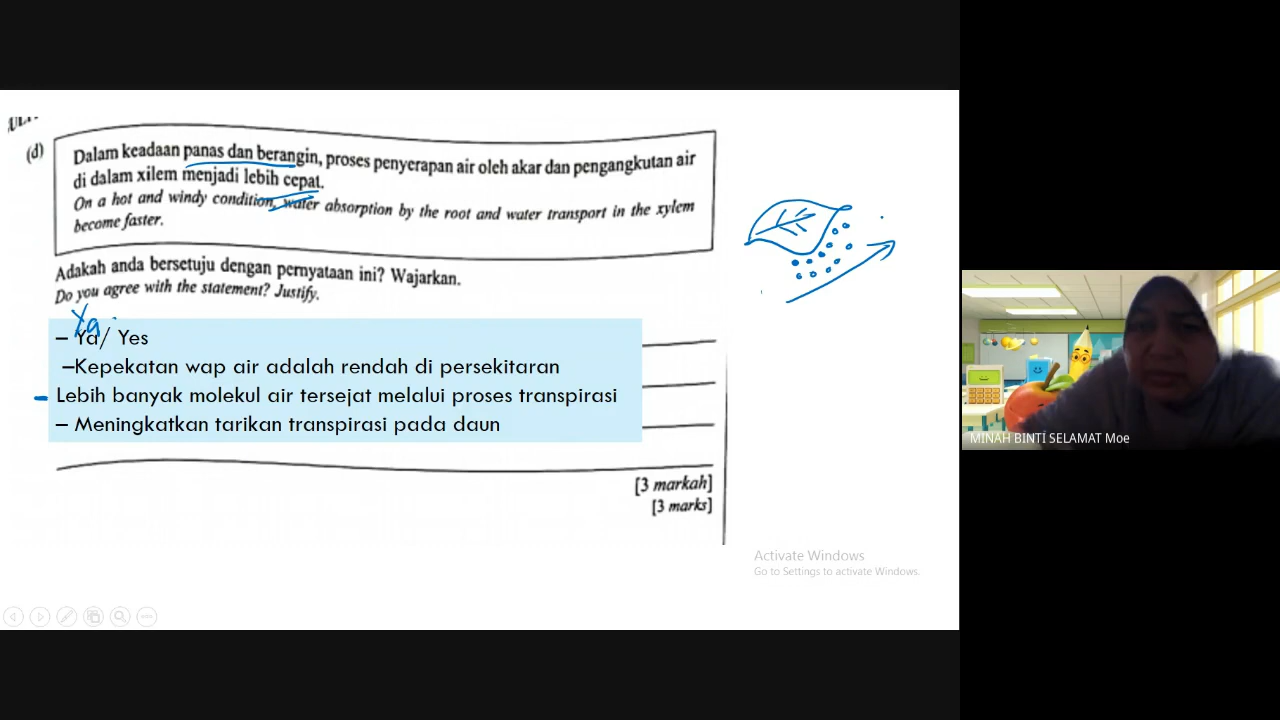 (d)
Dalam keadaan panas dan berangin, proses penyerapan air oleh akar dan pengangkutan air
di dalam xilem menjadi lebih cepat.
On a hot and windy condition, water absorption by the root and water transport in the xylem
become faster.
Adakah anda bersetuju dengan pernyataan ini? Wajarkan.
Do you agree with the statement? Justify.
Ya
– Ya/ Yes
–Kepekatan wap air adalah rendah di persekitaran
Lebih banyak molekul air tersejat melalui proses transpirasi
– Meningkatkan tarikan transpirasi pada daun
[3 markah]
[3 marks]
Activate Windows
Go to Settings to activate Windows.
MINAH BINTI SELAMAT Moe